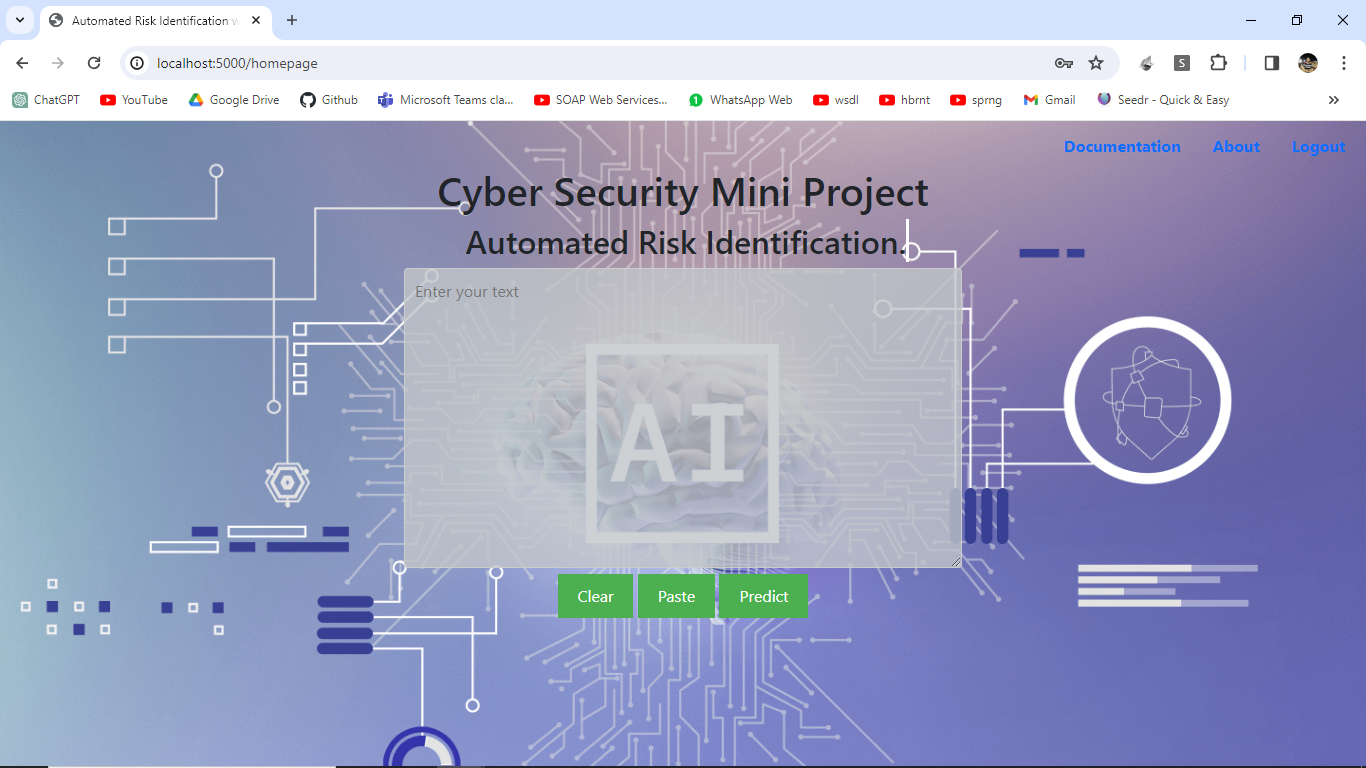 Automated Risk Identification w
localhost:5000/homepage
S
ChatGPT YouTube Google Drive Github Microsoft Teams cla... SOAP Web Services... 1 WhatsApp Web wsdl hbrnt sprng Gmail Seedr - Quick & Easy
Documentation About Logout
Cyber Security Mini Project
Automated Risk Identification.
Enter your text
AI
Clear Paste Predict